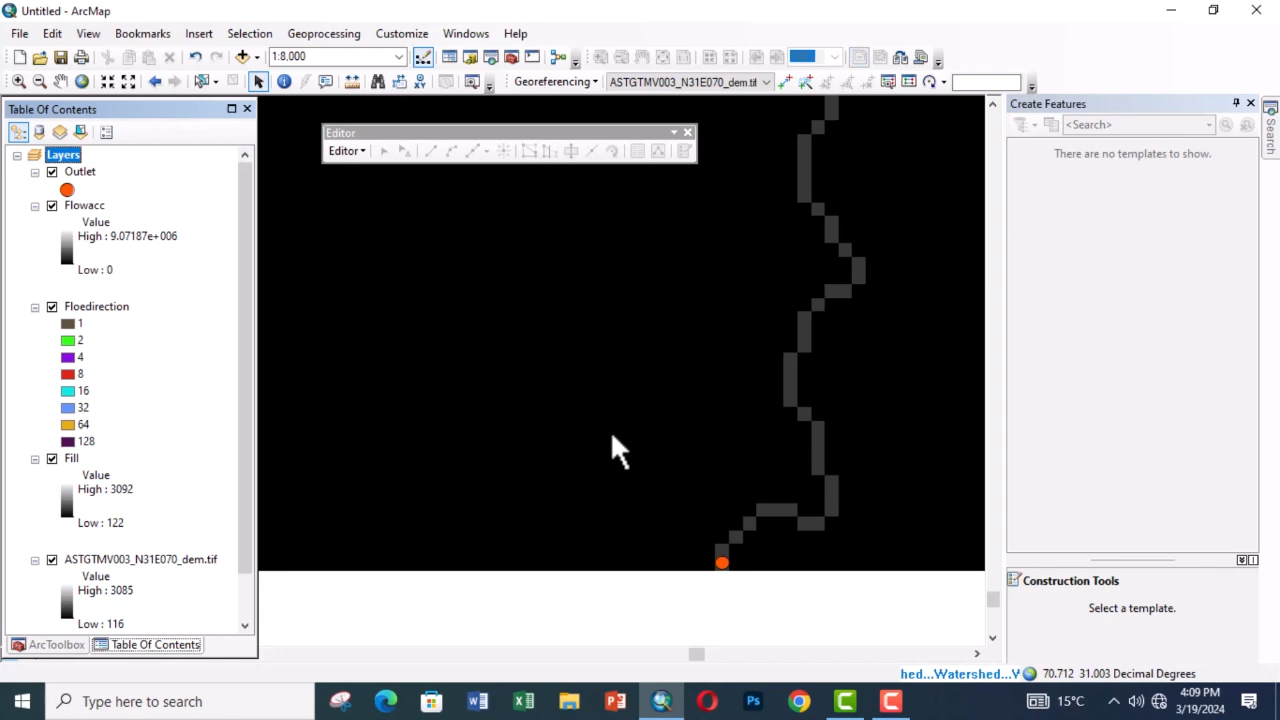 Untitled - ArcMap
File Edit View Bookmarks Insert Selection Geoprocessing Customize Windows Help
1:8,000
Georeferencing ASTGTMV003_N31E070_dem.tif
Table Of Contents
Layers
Outlet
Flowacc
Value
High : 9.07187e+006
Low : 0
Floedirection
1
2
4
8
16
32
64
128
Fill
Value
High : 3092
Low : 122
ASTGTMV003_N31E070_dem.tif
Value
High : 3085
Low : 116
ArcToolbox Table Of Contents
Editor
Editor
Create Features
<Search>
There are no templates to show.
Search
Construction Tools
Select a template.
hed...Watershed...V 70.712 31.003 Decimal Degrees
Type here to search
15°C
4:09 PM
3/19/2024